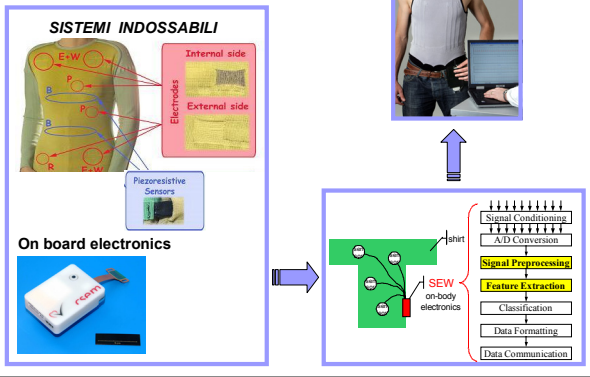 SISTEMI INDOSSABILI
E+W
P
B
P
B
R
E+W
Electrodes
Internal side
External side
Piezoresistive
Sensors
On board electronics
shirt
SEW
on-body
electronics
Signal Conditioning
A/D Conversion
Signal Preprocessing
Feature Extraction
Classification
Data Formatting
Data Communication